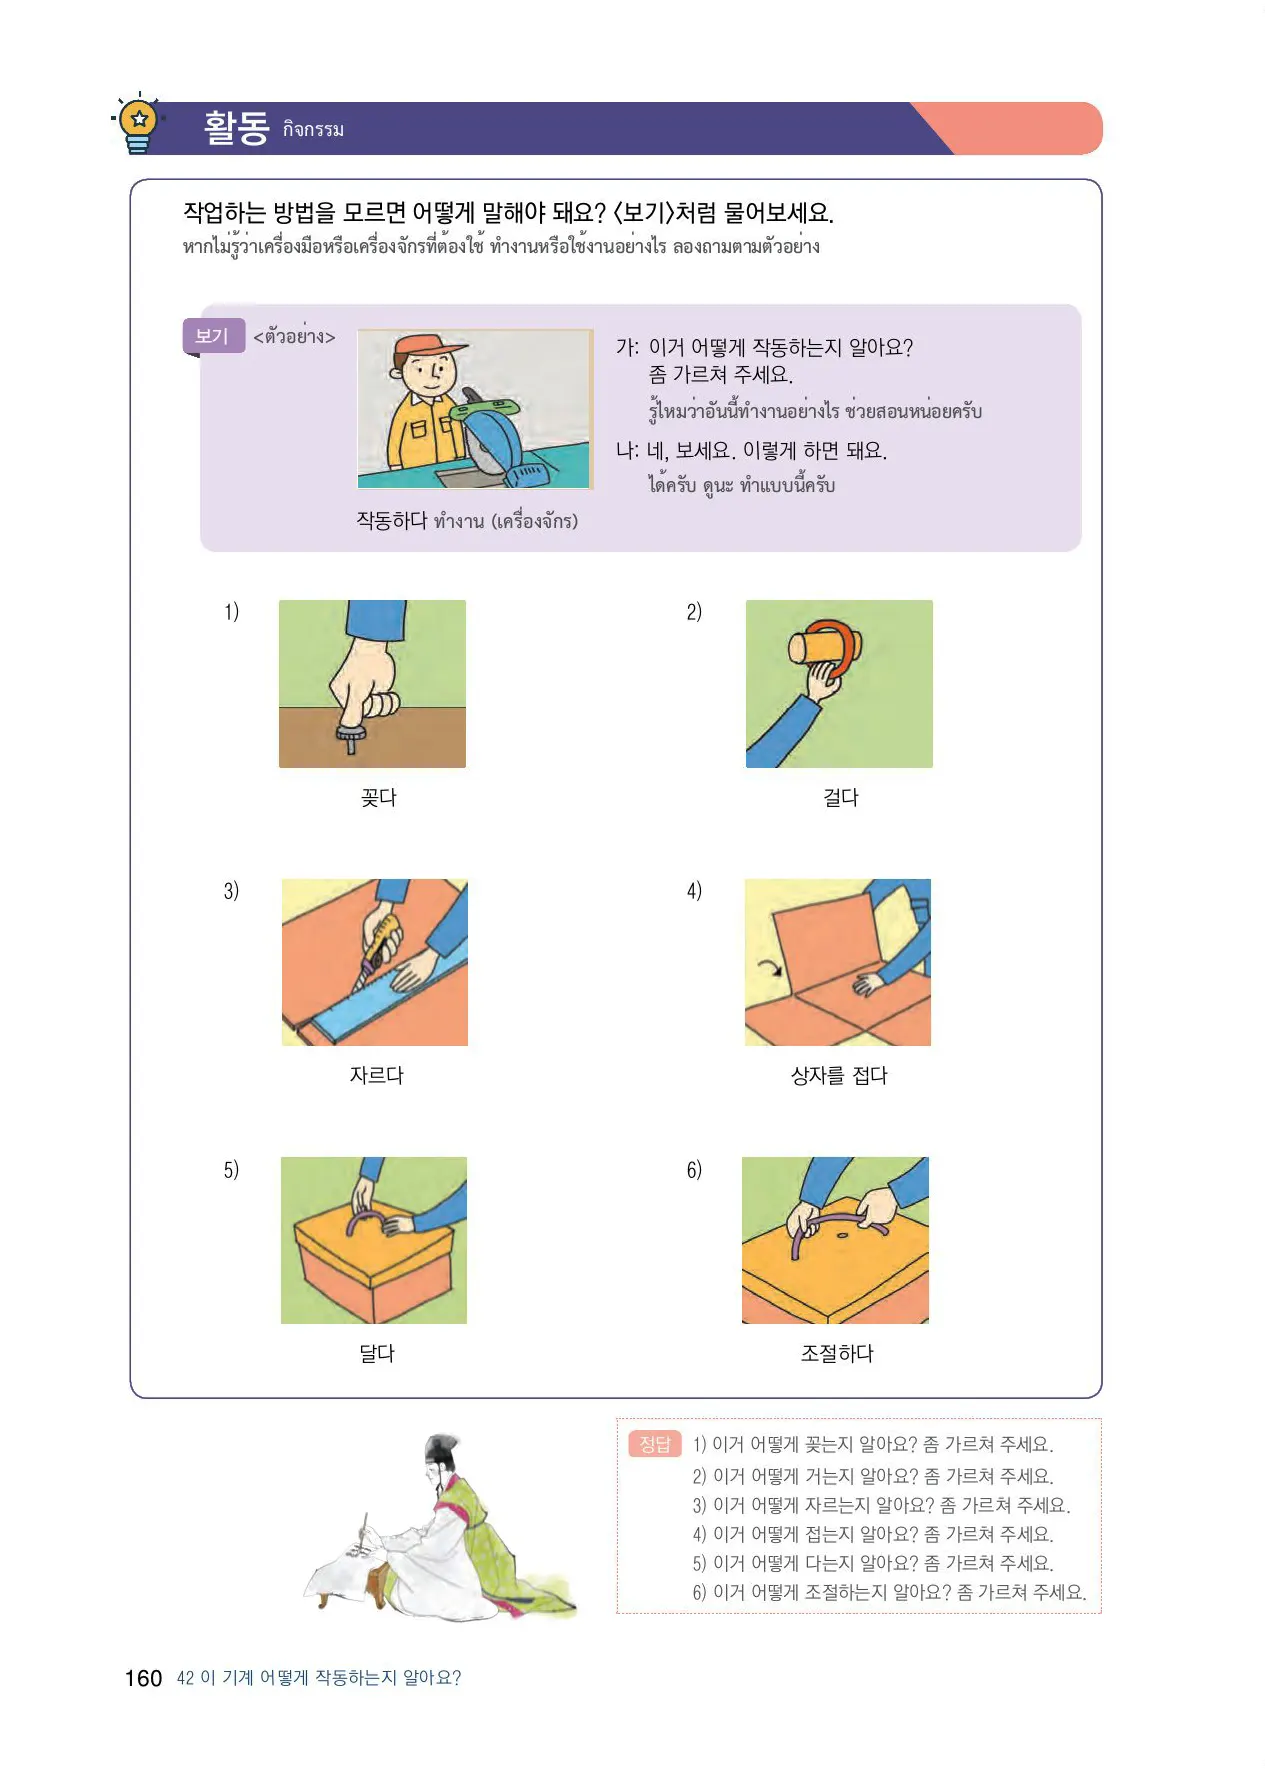 활동 กิจกรรม
작업하는 방법을 모르면 어떻게 말해야 돼요? 〈보기〉처럼 물어보세요.
หากไม่รู้ว่าเครื่องมือหรือเครื่องจักรที่ต้องใช้ ทำงานหรือใช้งานอย่างไร ลองถามตามตัวอย่าง
보기 <ตัวอย่าง>
가: 이거 어떻게 작동하는지 알아요?
좀 가르쳐 주세요.
รู้ไหมว่าอันนี้ทำงานอย่างไร ช่วยสอนหน่อยครับ
나: 네, 보세요. 이렇게 하면 돼요.
ได้ครับ ดูนะ ทำแบบนี้ครับ
작동하다 ทำงาน (เครื่องจักร)
1)
2)
꽂다
걸다
3)
4)
자르다
상자를 접다
5)
6)
달다
조절하다
정답 1) 이거 어떻게 꽂는지 알아요? 좀 가르쳐 주세요.
2) 이거 어떻게 거는지 알아요? 좀 가르쳐 주세요.
3) 이거 어떻게 자르는지 알아요? 좀 가르쳐 주세요.
4) 이거 어떻게 접는지 알아요? 좀 가르쳐 주세요.
5) 이거 어떻게 다는지 알아요? 좀 가르쳐 주세요.
6) 이거 어떻게 조절하는지 알아요? 좀 가르쳐 주세요.
160 42 이 기계 어떻게 작동하는지 알아요?